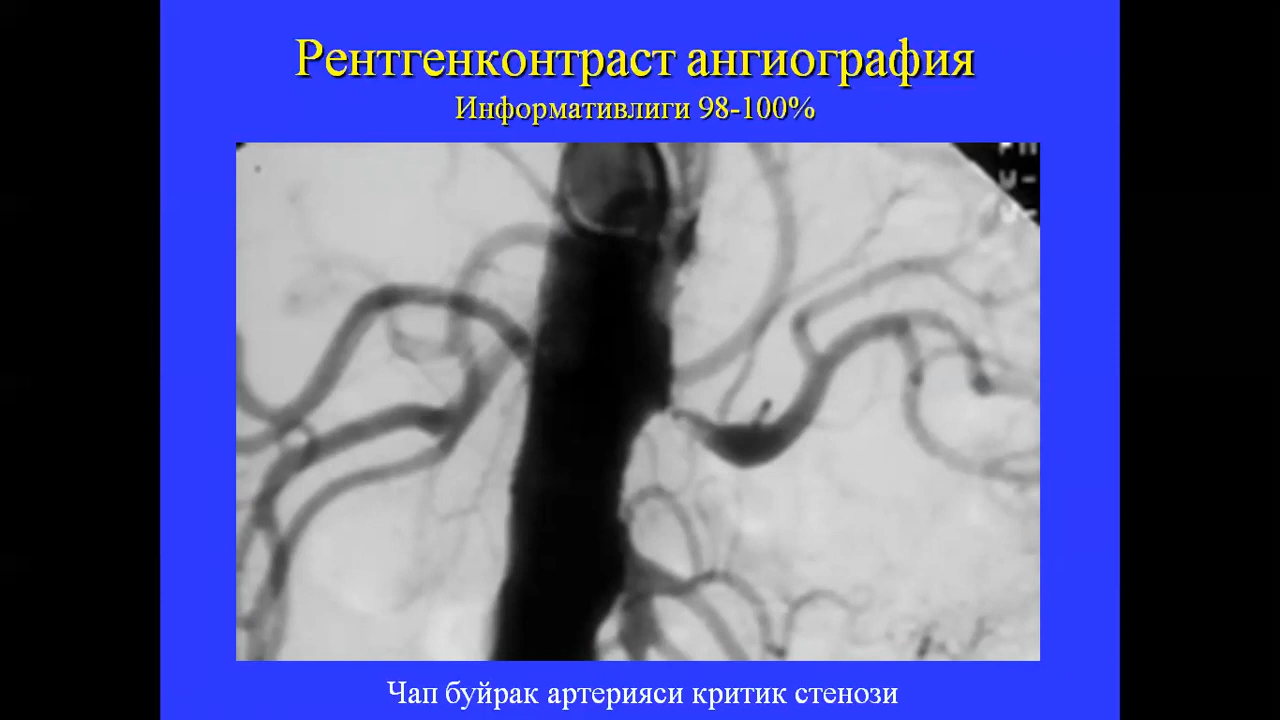 Рентгенконтраст ангиография
Информативлиги 98-100%
Чап буйрак артерияси критик стенози